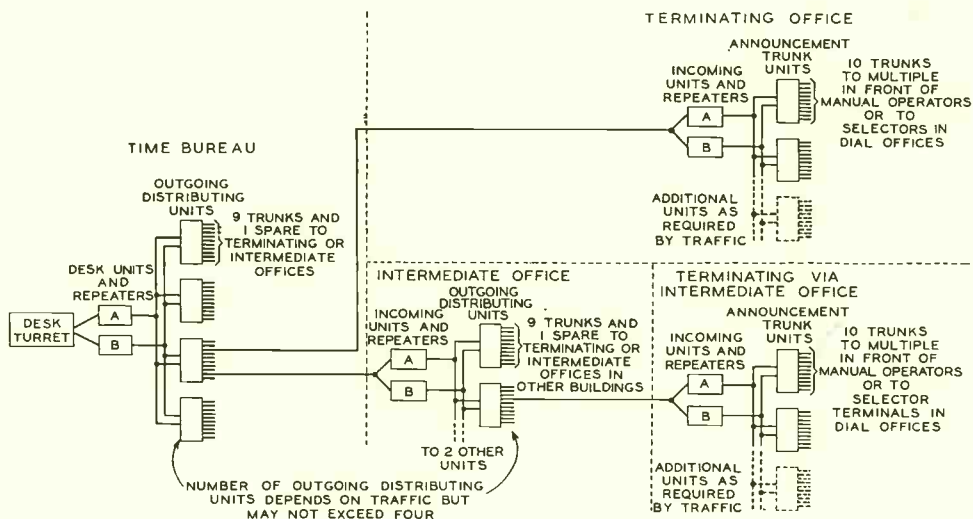 TERMINATING OFFICE
ANNOUNCEMENT
TRUNK
UNITS
INCOMING
UNITS AND
REPEATERS
10 TRUNKS
TO MULTIPLE
IN FRONT OF
MANUAL OPERATORS
OR TO
SELECTORS IN
DIAL OFFICES
A
B
ADDITIONAL
UNITS AS
REQUIRED
BY TRAFFIC
TIME BUREAU
OUTGOING
DISTRIBUTING
UNITS
9 TRUNKS AND
1 SPARE TO
TERMINATING OR
INTERMEDIATE
OFFICES
DESK UNITS
AND
REPEATERS
DESK
TURRET
A
B
INTERMEDIATE OFFICE
OUTGOING
DISTRIBUTING
UNITS
INCOMING
UNITS AND
REPEATERS
9 TRUNKS AND
1 SPARE TO
TERMINATING OR
INTERMEDIATE
OFFICES IN
OTHER BUILDINGS
A
B
TO 2 OTHER
UNITS
NUMBER OF OUTGOING DISTRIBUTING
UNITS DEPENDS ON TRAFFIC BUT
MAY NOT EXCEED FOUR
TERMINATING VIA
INTERMEDIATE OFFICE
ANNOUNCEMENT
TRUNK
UNITS
INCOMING
UNITS AND
REPEATERS
10 TRUNKS
TO MULTIPLE
IN FRONT OF
MANUAL OPERATORS
OR TO
SELECTOR
TERMINALS IN
DIAL OFFICES
A
B
ADDITIONAL
UNITS AS
REQUIRED
BY TRAFFIC